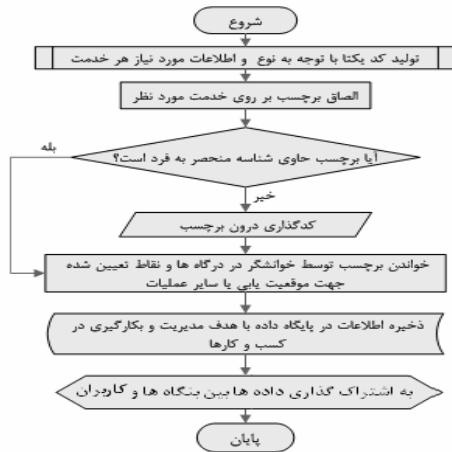 شروع
تولید کد یکتا با توجه به نوع و اطلاعات مورد نیاز هر خدمت
الصاق برچسب بر روی خدمت مورد نظر
آیا برچسب حاوی شناسه منحصر به فرد است؟
بله
خیر
کدگذاری درون برچسب
خواندن برچسب توسط خوانشگر در درگاه ها و نقاط تعیین شده
جهت موقعیت یابی یا سایر عملیات
ذخیره اطلاعات در پایگاه داده با هدف مدیریت و بکارگیری در
کسب و کارها
به اشتراک گذاری داده ها بین بنگاه ها و کاربران
پایان